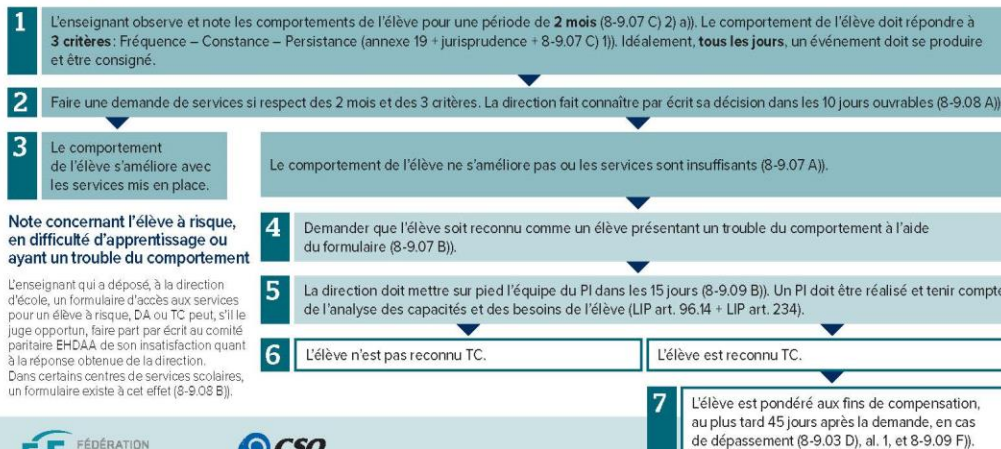 1
L'enseignant observe et note les comportements de l'élève pour une période de 2 mois (8-9.07 C) 2) a)). Le comportement de l'élève doit répondre à
3 critères : Fréquence – Constance – Persistance (annexe 19 + jurisprudence + 8-9.07 C) 1)). Idéalement, tous les jours, un événement doit se produire
et être consigné.
2
Faire une demande de services si respect des 2 mois et des 3 critères. La direction fait connaître par écrit sa décision dans les 10 jours ouvrables (8-9.08 A))
3
Le comportement
de l'élève s'améliore avec
les services mis en place.
Le comportement de l'élève ne s'améliore pas ou les services sont insuffisants (8-9.07 A)).
Note concernant l'élève à risque,
en difficulté d'apprentissage ou
ayant un trouble du comportement
L'enseignant qui a déposé, à la direction
d'école, un formulaire d'accès aux services
pour un élève à risque, DA ou TC peut, s'il le
juge opportun, faire part par écrit au comité
paritaire EHDAA de son insatisfaction quant
à la réponse obtenue de la direction.
Dans certains centres de services scolaires,
un formulaire existe à cet effet (8-9.08 B)).
4
Demander que l'élève soit reconnu comme un élève présentant un trouble du comportement à l'aide
du formulaire (8-9.07 B)).
5
La direction doit mettre sur pied l'équipe du PI dans les 15 jours (8-9.09 B)). Un PI doit être réalisé et tenir compte
de l'analyse des capacités et des besoins de l'élève (LIP art. 96.14 + LIP art. 234).
6
L'élève n'est pas reconnu TC.
L'élève est reconnu TC.
7
L'élève est pondéré aux fins de compensation,
au plus tard 45 jours après la demande, en cas
de dépassement (8-9.03 D), al. 1, et 8-9.09 F)).
FÉDÉRATION
CSQ